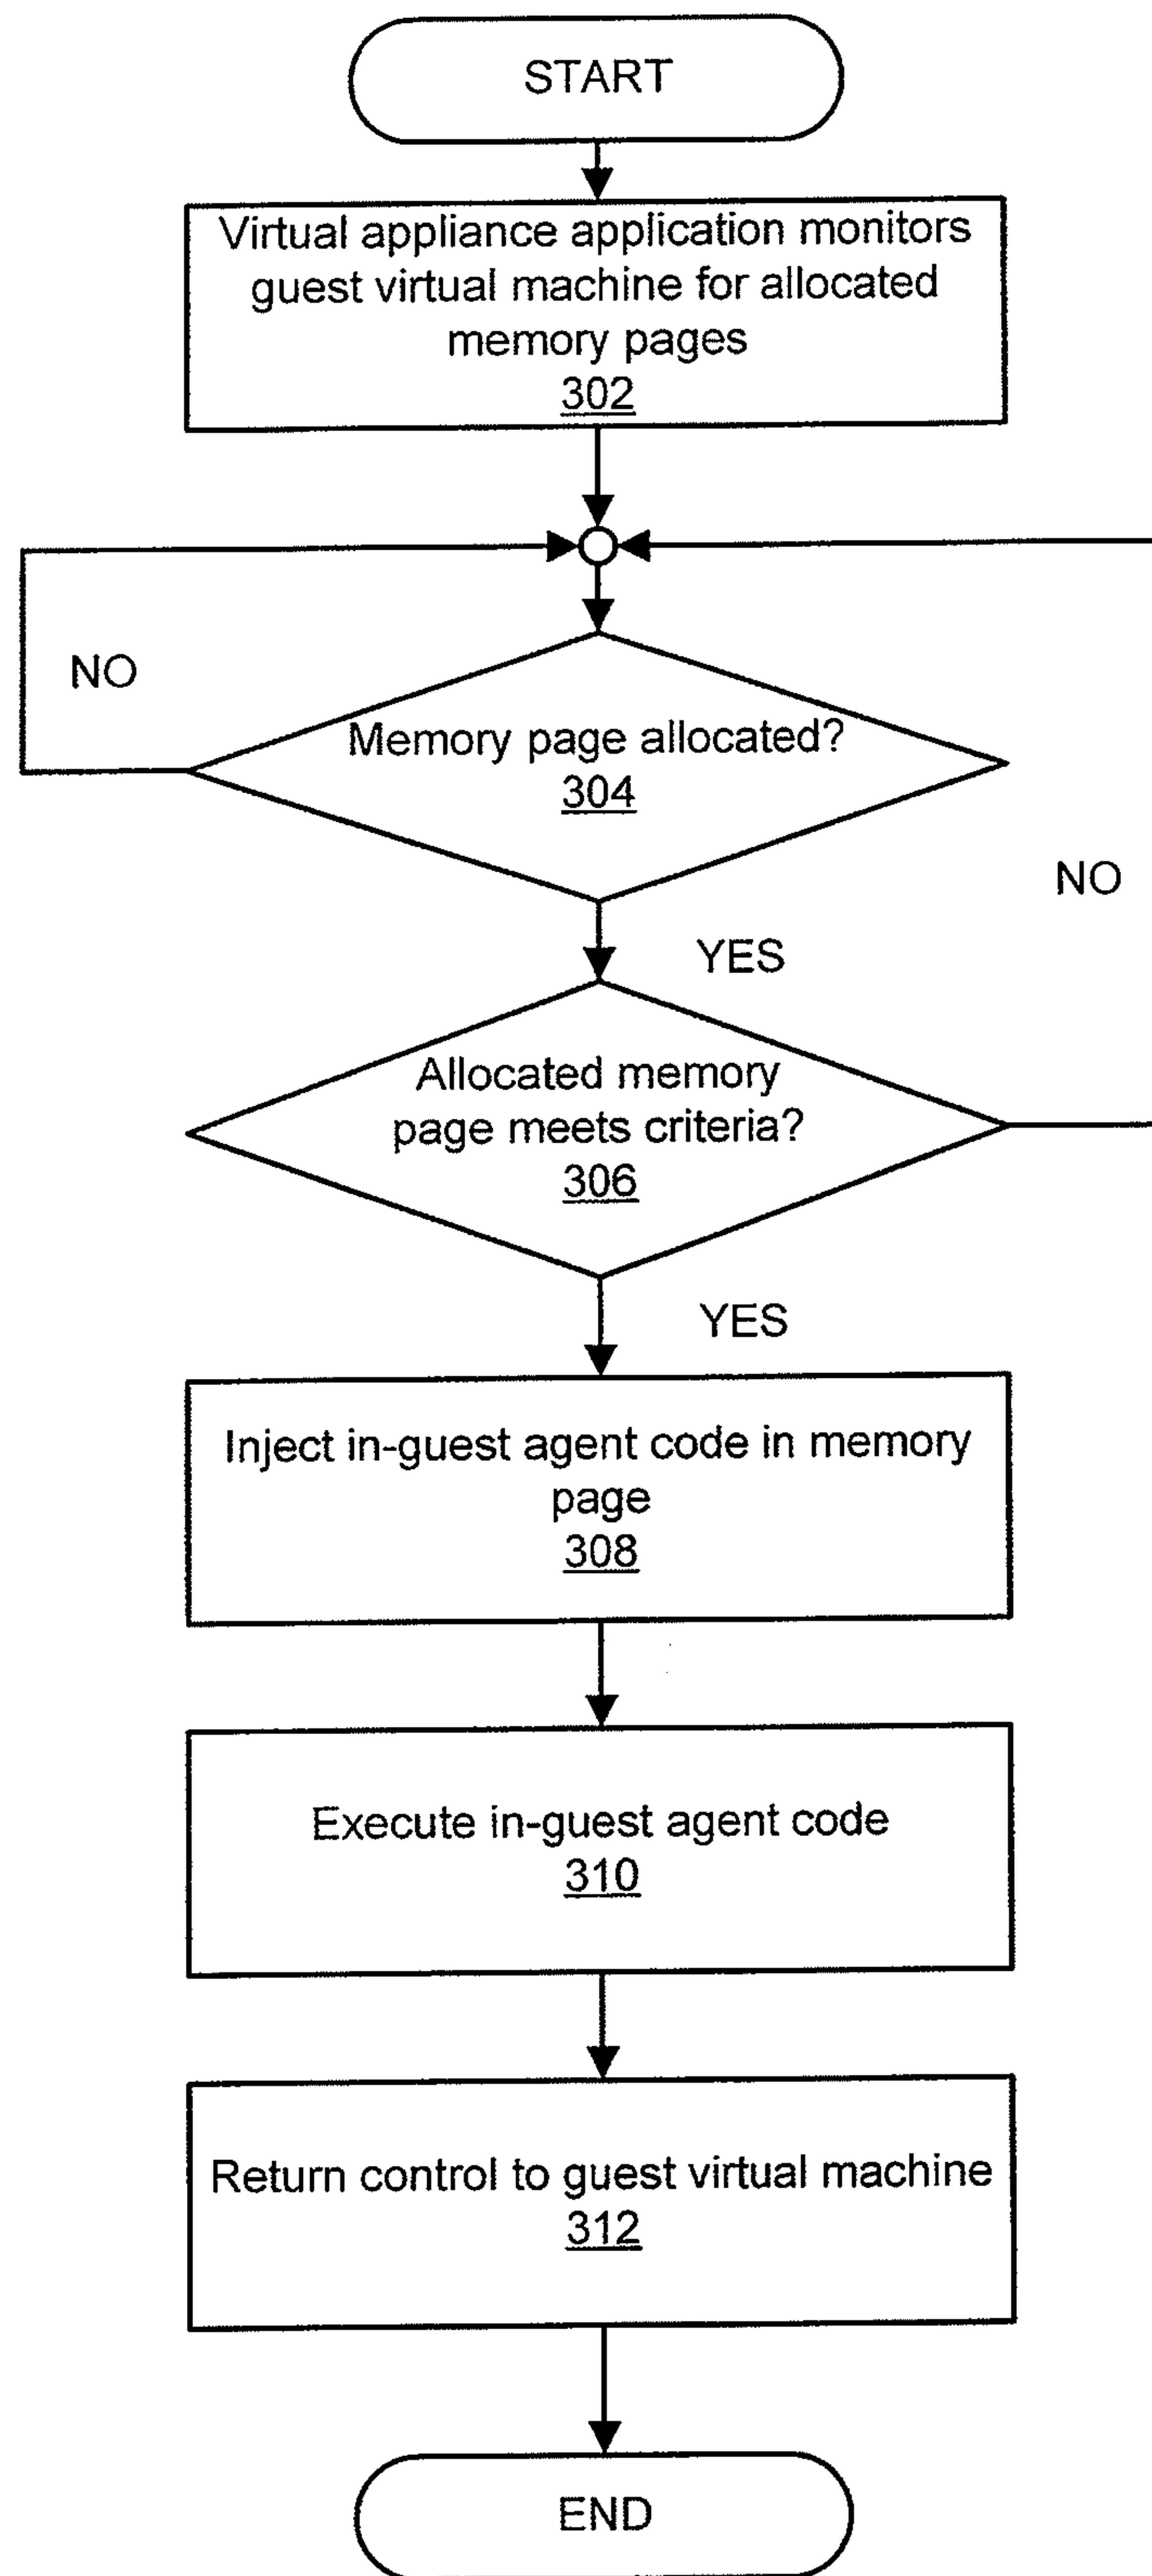 START
Virtual appliance application monitors
guest virtual machine for allocated
memory pages
302
NO
Memory page allocated?
304
NO
YES
Allocated memory
page meets criteria?
306
YES
Inject in-guest agent code in memory
page
308
Execute in-guest agent code
310
Return control to guest virtual machine
312
END